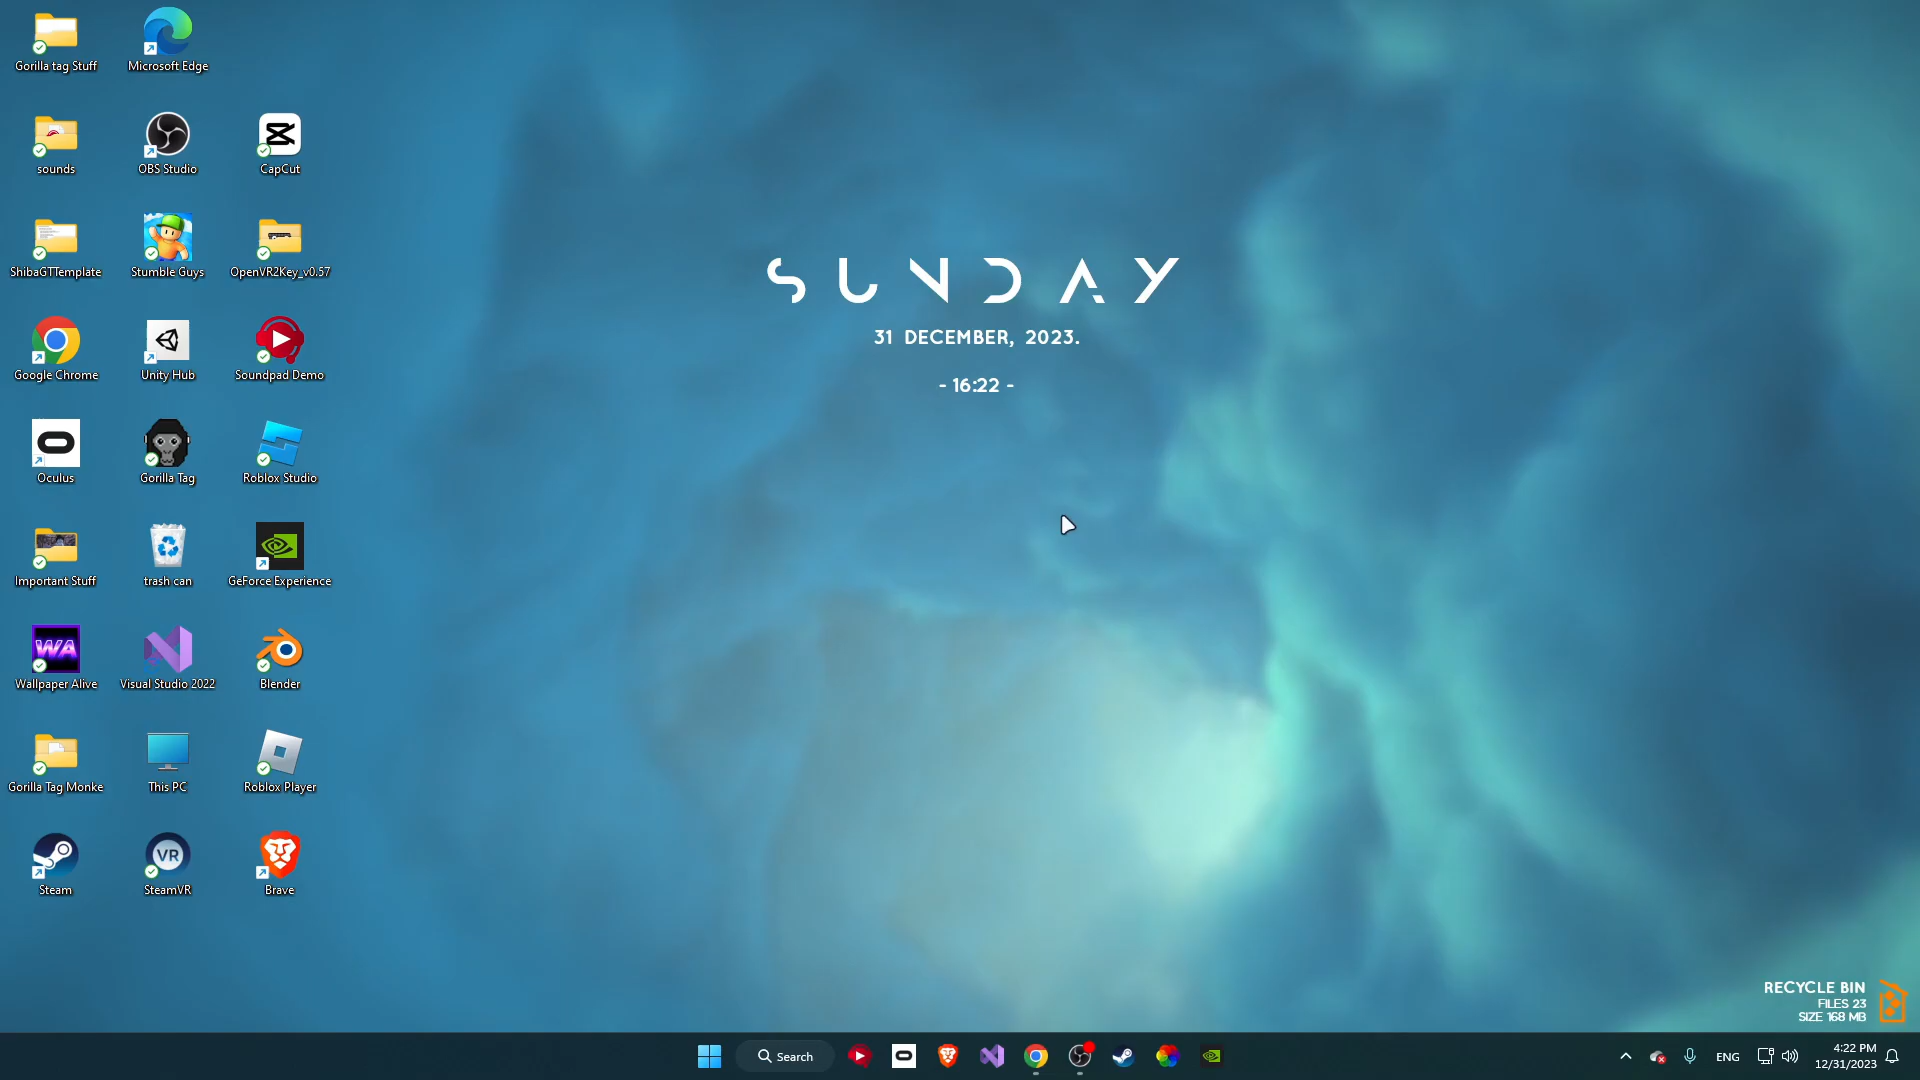 Gorilla tag Stuff
Microsoft Edge
sounds
OBS Studio
CapCut
ShibaGTTemplate
Stumble Guys
OpenVR2Key_v0.57
Google Chrome
Unity Hub
Soundpad Demo
Oculus
Gorilla Tag
Roblox Studio
Important Stuff
trash can
GeForce Experience
WA
Wallpaper Alive
Visual Studio 2022
Blender
Gorilla Tag Monke
This PC
Roblox Player
VR
Steam
SteamVR
Brave
SUNDAY
31 DECEMBER, 2023.
- 16:22 -
RECYCLE BIN
FILES 23
SIZE 168 MB
Search
ENG
4:22 PM
12/31/2023